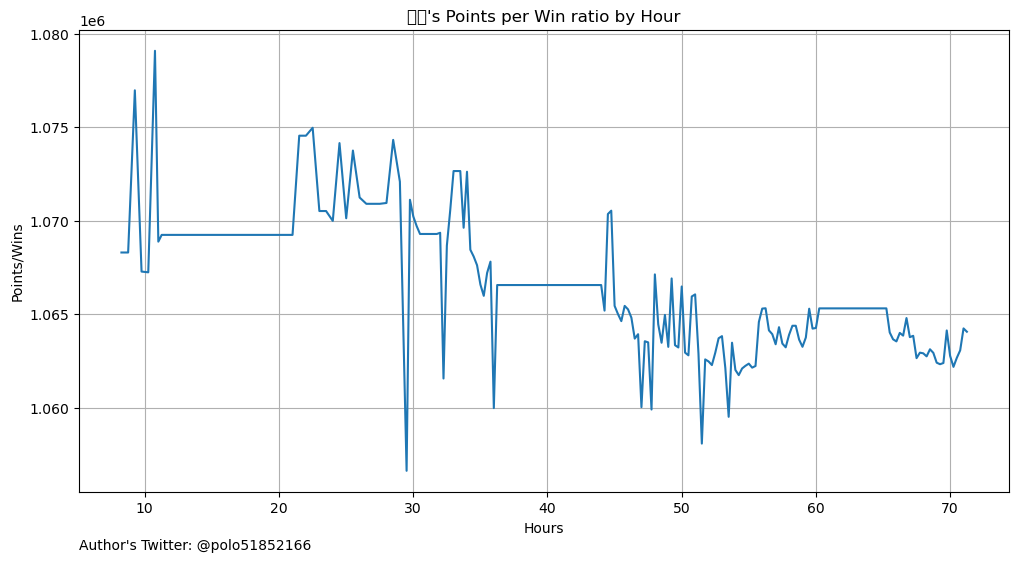 's Points per Win ratio by Hour
1e6
1.080
1.075
1.070
1.065
1.060
Points/Wins
10 20 30 40 50 60 70
Hours
Author's Twitter: @polo51852166